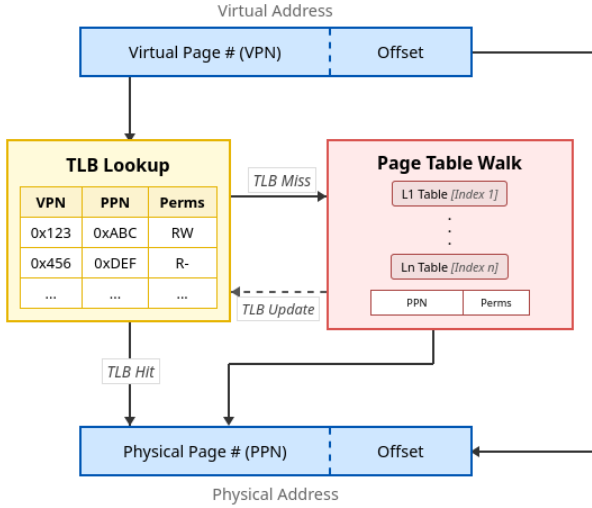 Virtual Address
Virtual Page # (VPN)
Offset
TLB Lookup
VPN PPN Perms
0x123 0xABC RW
0x456 0xDEF R-
... ... ...
TLB Miss
TLB Update
Page Table Walk
L1 Table [Index 1]
.
.
.
Ln Table [Index n]
PPN Perms
TLB Hit
Physical Page # (PPN)
Offset
Physical Address